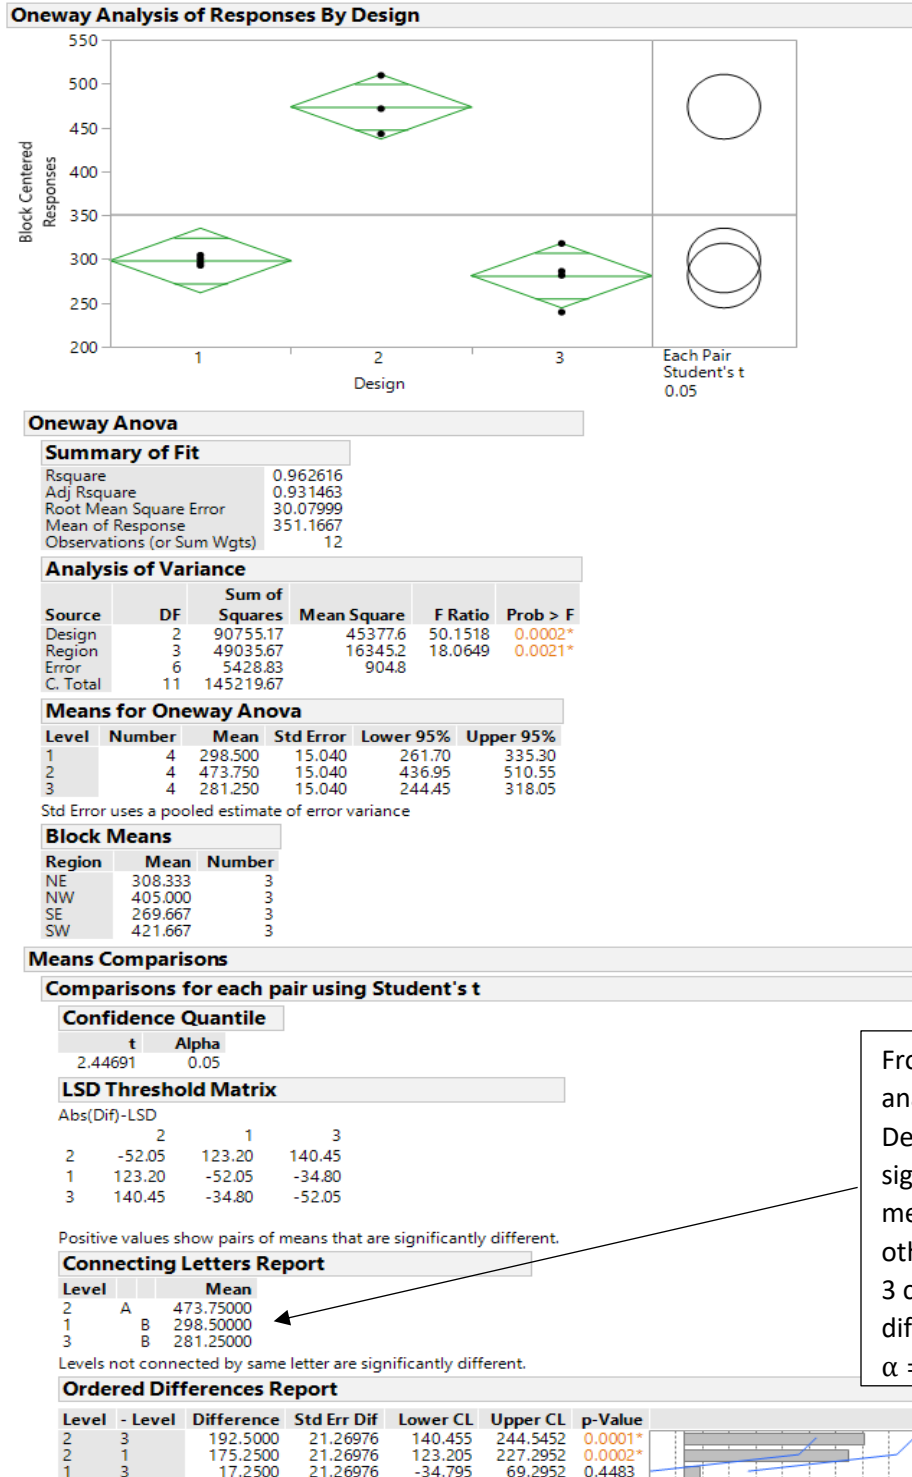 Oneway Analysis of Responses By Design
550
500
450
400
350
300
250
200
Block Centered
Responses
1 2 3
Design
Each Pair
Student's t
0.05
Oneway Anova
Summary of Fit
Rsquare 0.962616
Adj Rsquare 0.931463
Root Mean Square Error 30.07999
Mean of Response 351.1667
Observations (or Sum Wgts) 12
Analysis of Variance
Source DF Sum of Squares Mean Square F Ratio Prob > F
Design 2 90755.17 45377.6 50.1518 0.0002*
Region 3 49035.67 16345.2 18.0649 0.0021*
Error 6 5428.83 904.8
C. Total 11 145219.67
Means for Oneway Anova
Level Number Mean Std Error Lower 95% Upper 95%
1 4 298.500 15.040 261.70 335.30
2 4 473.750 15.040 436.95 510.55
3 4 281.250 15.040 244.45 318.05
Std Error uses a pooled estimate of error variance
Block Means
Region Mean Number
NE 308.333 3
NW 405.000 3
SE 269.667 3
SW 421.667 3
Means Comparisons
Comparisons for each pair using Student's t
Confidence Quantile
t Alpha
2.44691 0.05
LSD Threshold Matrix
Abs(Dif)-LSD
2 1 3
2 -52.05 123.20 140.45
1 123.20 -52.05 -34.80
3 140.45 -34.80 -52.05
Positive values show pairs of means that are significantly different.
Connecting Letters Report
Level Mean
2 A 473.75000
1 B 298.50000
3 B 281.25000
Levels not connected by same letter are significantly different.
Ordered Differences Report
Level - Level Difference Std Err Dif Lower CL Upper CL p-Value
2 3 192.5000 21.26976 140.455 244.5452 0.0001*
2 1 175.2500 21.26976 123.205 227.2952 0.0002*
1 3 17.2500 21.26976 -34.795 69.2952 0.4483
3
α =